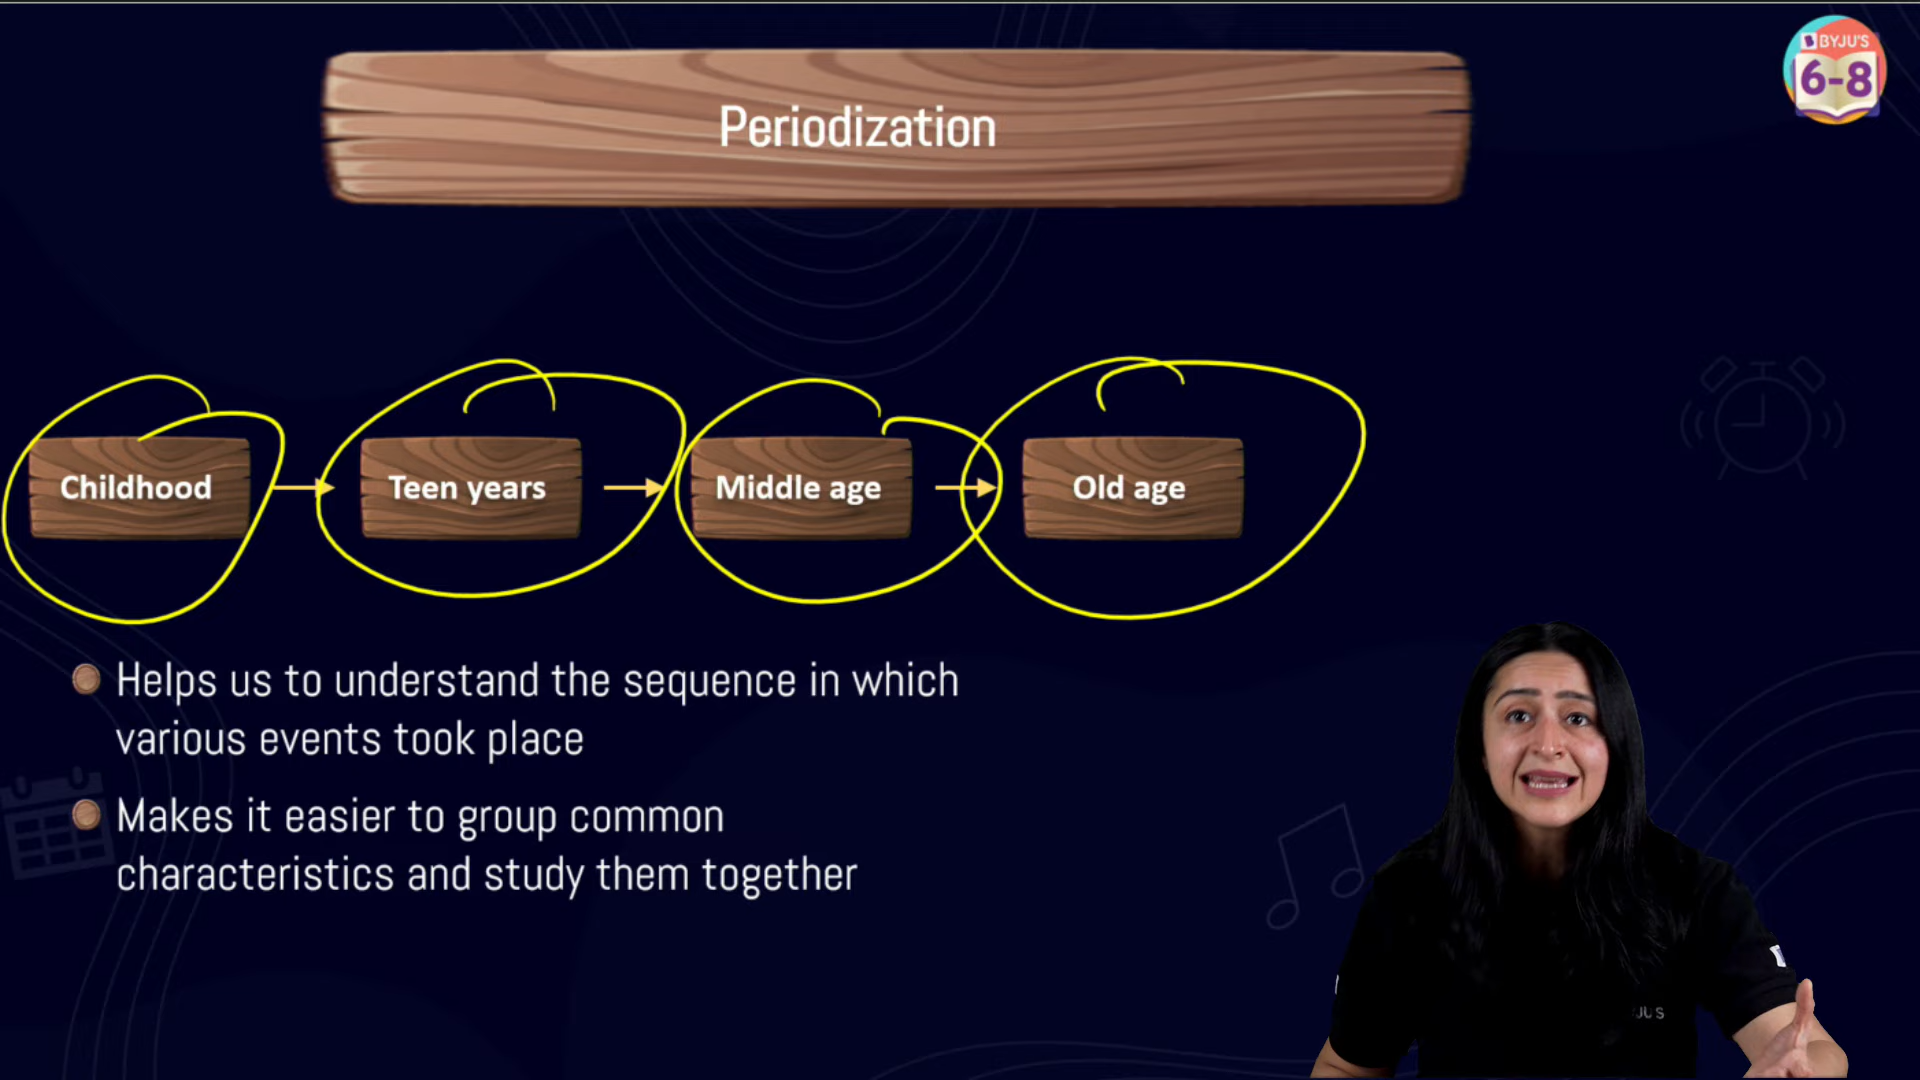 BYJU'S
6-8
Periodization
Childhood
Teen years
Middle age
Old age
Helps us to understand the sequence in which
various events took place
Makes it easier to group common
characteristics and study them together